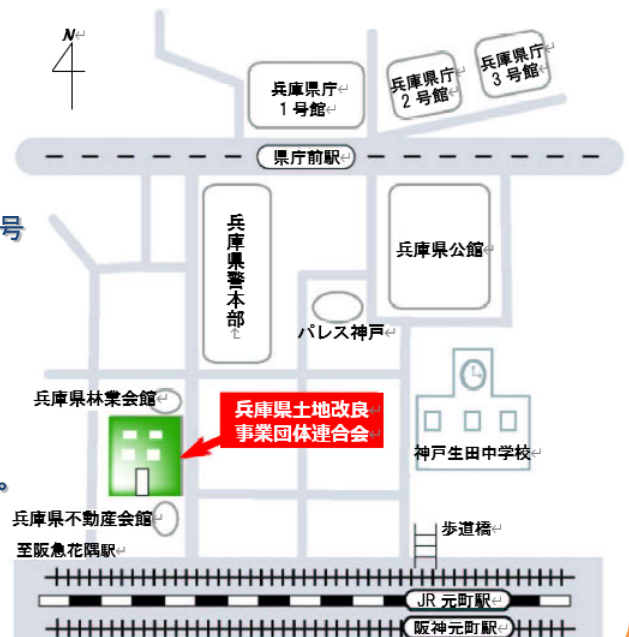 N
兵庫県庁
1号館
兵庫県庁
2号館
兵庫県庁
3号館
県庁前駅
号
兵庫県警本部
兵庫県公館
パレス神戸
兵庫県林業会館
兵庫県土地改良
事業団体連合会
神戸生田中学校
。
兵庫県不動産会館
歩道橋
至阪急花隈駅
JR 元町駅
阪神元町駅